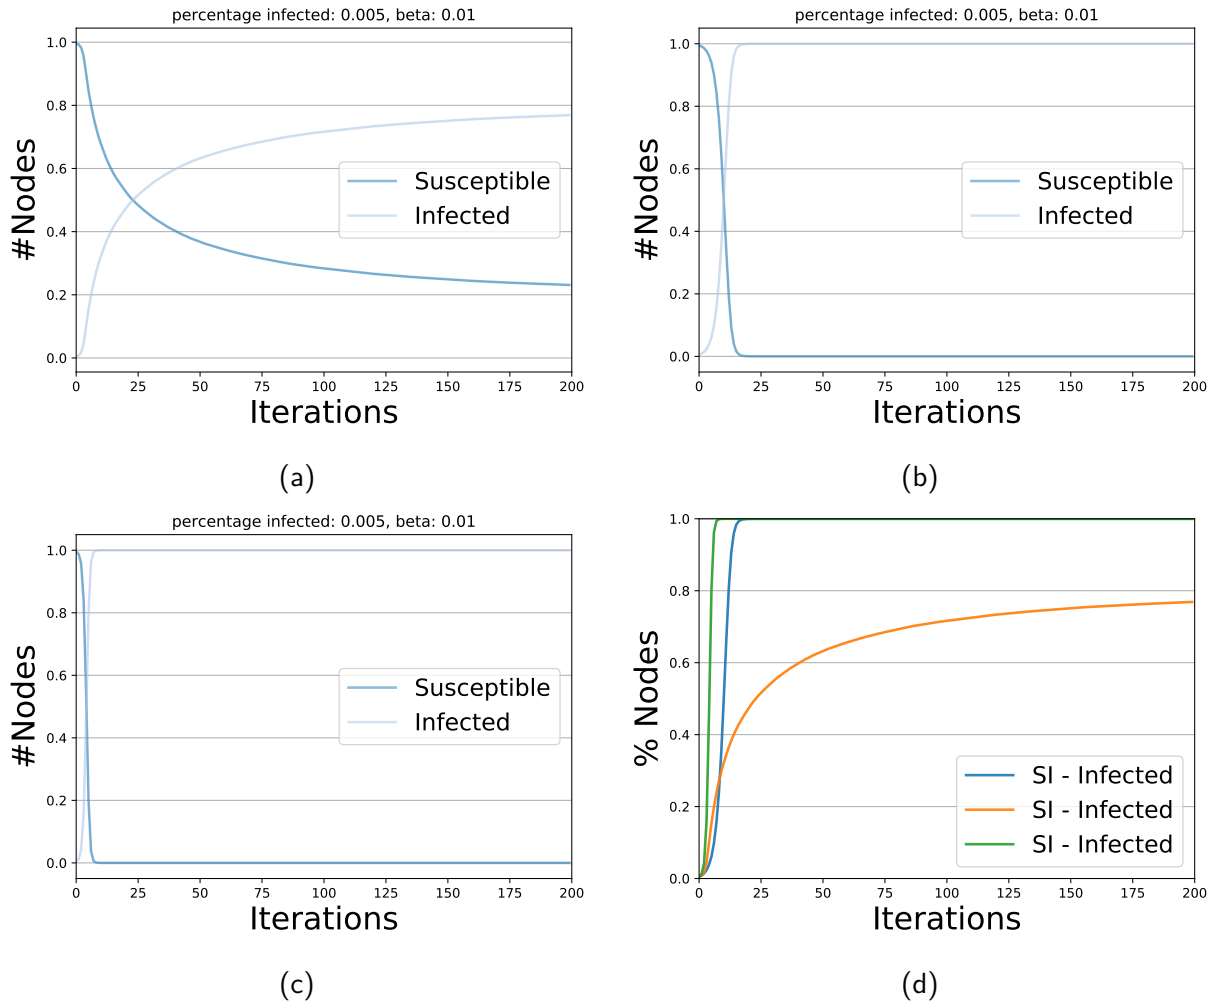 percentage infected: 0.005, beta: 0.01
#Nodes
1.0
0.8
0.6
0.4
0.2
0.0
Susceptible
Infected
0 25 50 75 100 125 150 175 200
Iterations
(a)
percentage infected: 0.005, beta: 0.01
#Nodes
1.0
0.8
0.6
0.4
0.2
0.0
Susceptible
Infected
0 25 50 75 100 125 150 175 200
Iterations
(b)
percentage infected: 0.005, beta: 0.01
#Nodes
1.0
0.8
0.6
0.4
0.2
0.0
Susceptible
Infected
0 25 50 75 100 125 150 175 200
Iterations
(c)
% Nodes
1.0
0.8
0.6
0.4
0.2
0.0
SI - Infected
SI - Infected
SI - Infected
0 25 50 75 100 125 150 175 200
Iterations
(d)